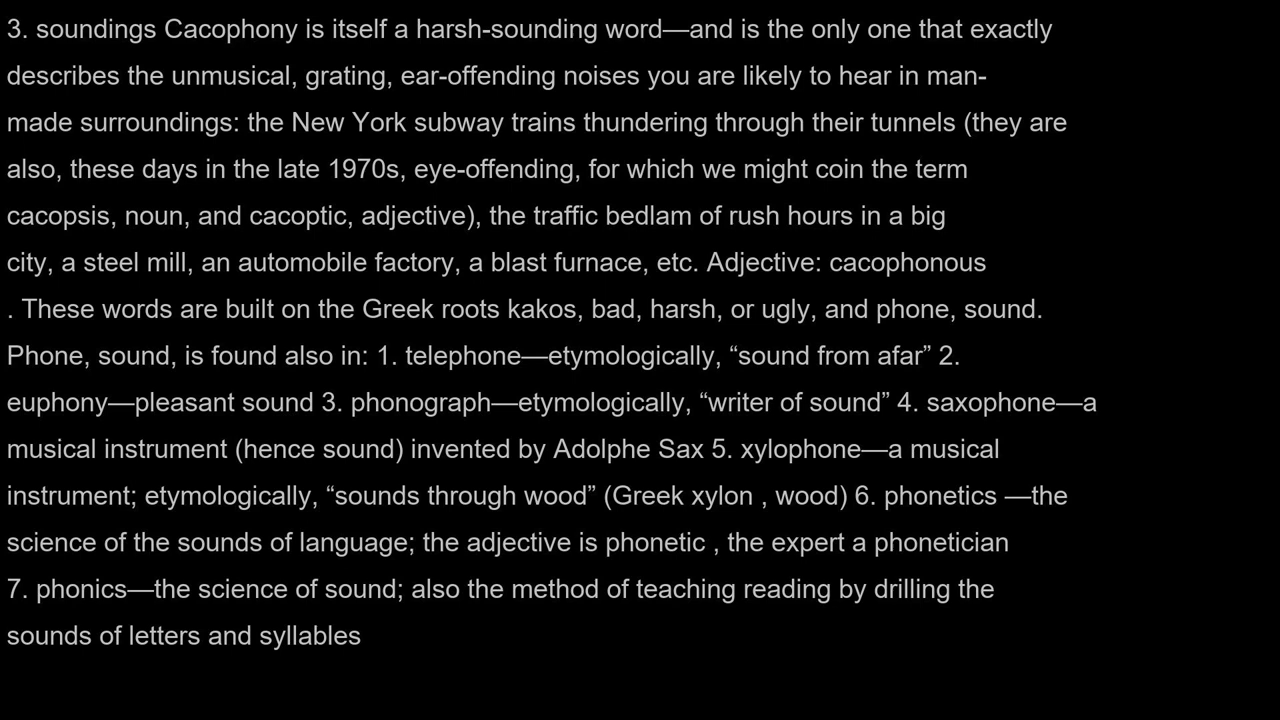 3. soundings Cacophony is itself a harsh-sounding word—and is the only one that exactly
describes the unmusical, grating, ear-offending noises you are likely to hear in man-
made surroundings: the New York subway trains thundering through their tunnels (they are
also, these days in the late 1970s, eye-offending, for which we might coin the term
cacopsis, noun, and cacoptic, adjective), the traffic bedlam of rush hours in a big
city, a steel mill, an automobile factory, a blast furnace, etc. Adjective: cacophonous
. These words are built on the Greek roots kakos, bad, harsh, or ugly, and phone, sound.
Phone, sound, is found also in: 1. telephone—etymologically, “sound from afar” 2.
euphony—pleasant sound 3. phonograph—etymologically, “writer of sound” 4. saxophone—a
musical instrument (hence sound) invented by Adolphe Sax 5. xylophone—a musical
instrument; etymologically, “sounds through wood” (Greek xylon , wood) 6. phonetics —the
science of the sounds of language; the adjective is phonetic , the expert a phonetician
7. phonics—the science of sound; also the method of teaching reading by drilling the
sounds of letters and syllables